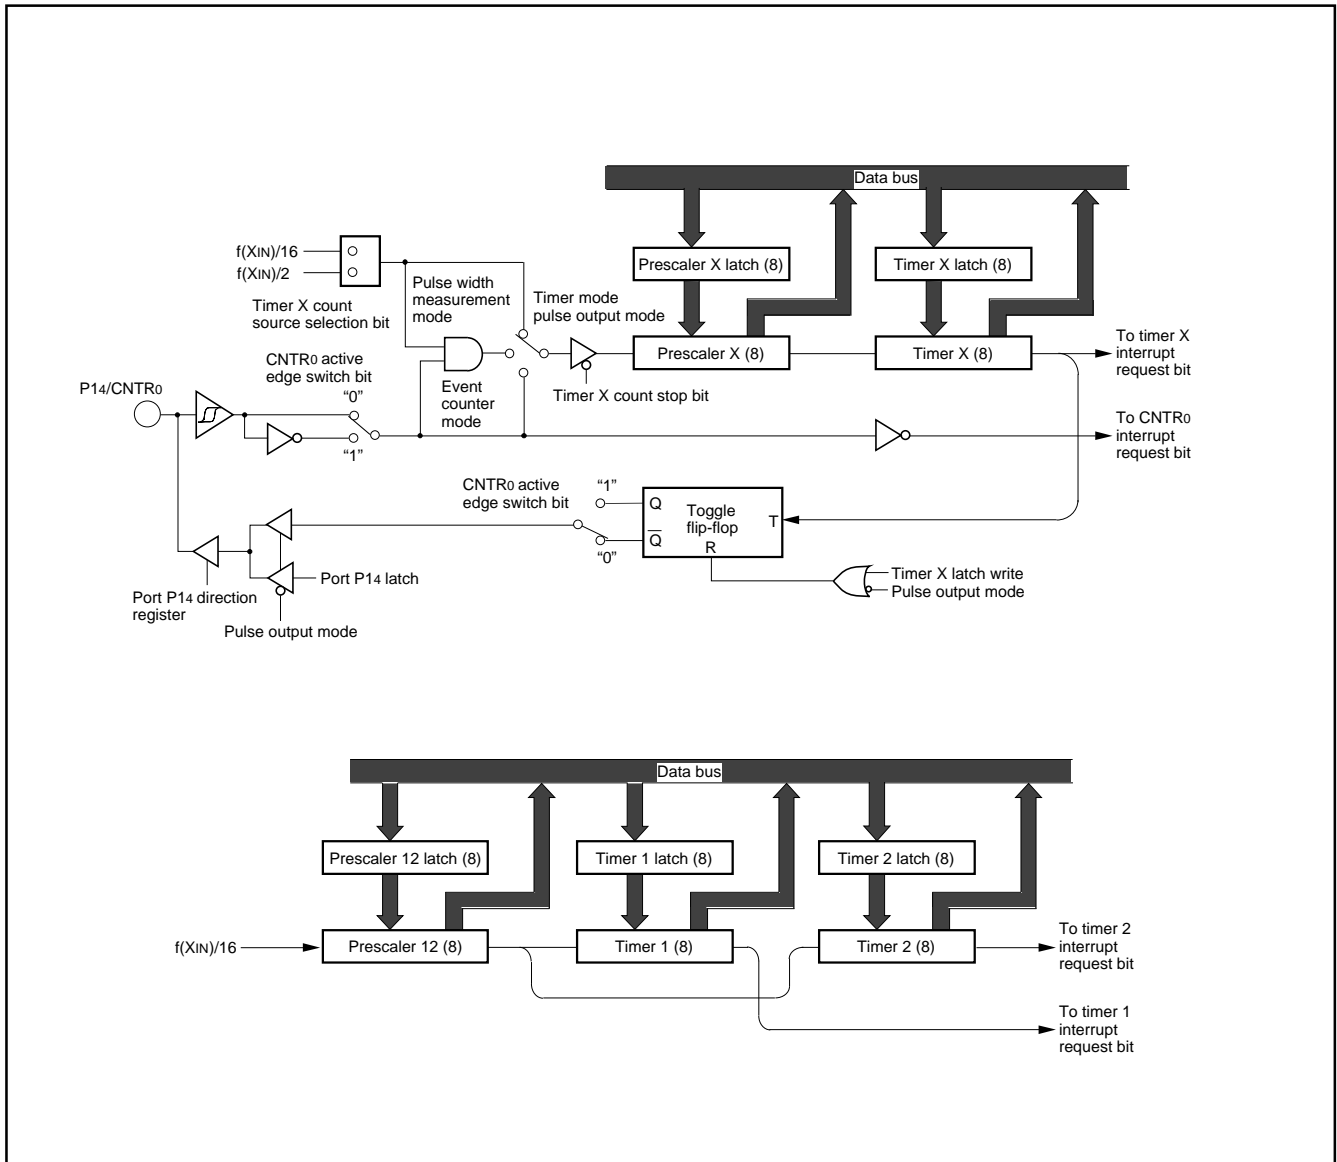 Data bus
f(XIN)/16
f(XIN)/2
Timer X count
source selection bit
Pulse width
measurement
mode
Timer mode
pulse output mode
Prescaler X latch (8)
Timer X latch (8)
Prescaler X (8)
Timer X (8)
To timer X
interrupt
request bit
CNTR0 active
edge switch bit
P14/CNTR0
"0"
"1"
Event
counter
mode
Timer X count stop bit
To CNTR0
interrupt
request bit
CNTR0 active
edge switch bit
"1"
"0"
Q
Q̅
Toggle
flip-flop
T
R
Timer X latch write
Pulse output mode
Port P14 latch
Port P14 direction
register
Pulse output mode
Data bus
Prescaler 12 latch (8)
Timer 1 latch (8)
Timer 2 latch (8)
f(XIN)/16
Prescaler 12 (8)
Timer 1 (8)
Timer 2 (8)
To timer 2
interrupt
request bit
To timer 1
interrupt
request bit